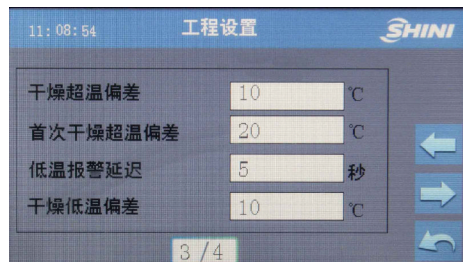 11:08:54 工程设置 SHINI
干燥超温偏差 10 ℃
首次干燥超温偏差 20 ℃
低温报警延迟 5 秒
干燥低温偏差 10 ℃
3 /4